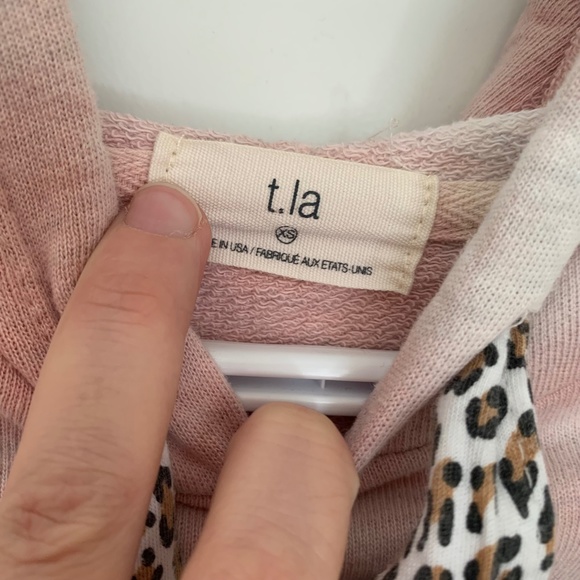 t.la
XS
E IN USA / FABRIQUÉ AUX ETATS-UNIS